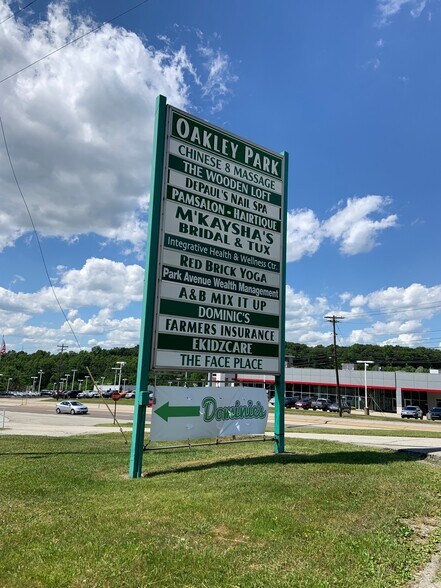 OAKLEY PARK
CHINESE 8 MASSAGE
THE WOODEN LOFT
DEPAUL'S NAIL SPA
PAMSALON - HAIRTIQUE
M'KAYSHA'S
BRIDAL & TUX
Integrative Health & Wellness Ctr.
RED BRICK YOGA
Park Avenue Wealth Management
A&B MIX IT UP
DOMINIC'S
FARMERS INSURANCE
EKIDZCARE
THE FACE PLACE
Dominic's